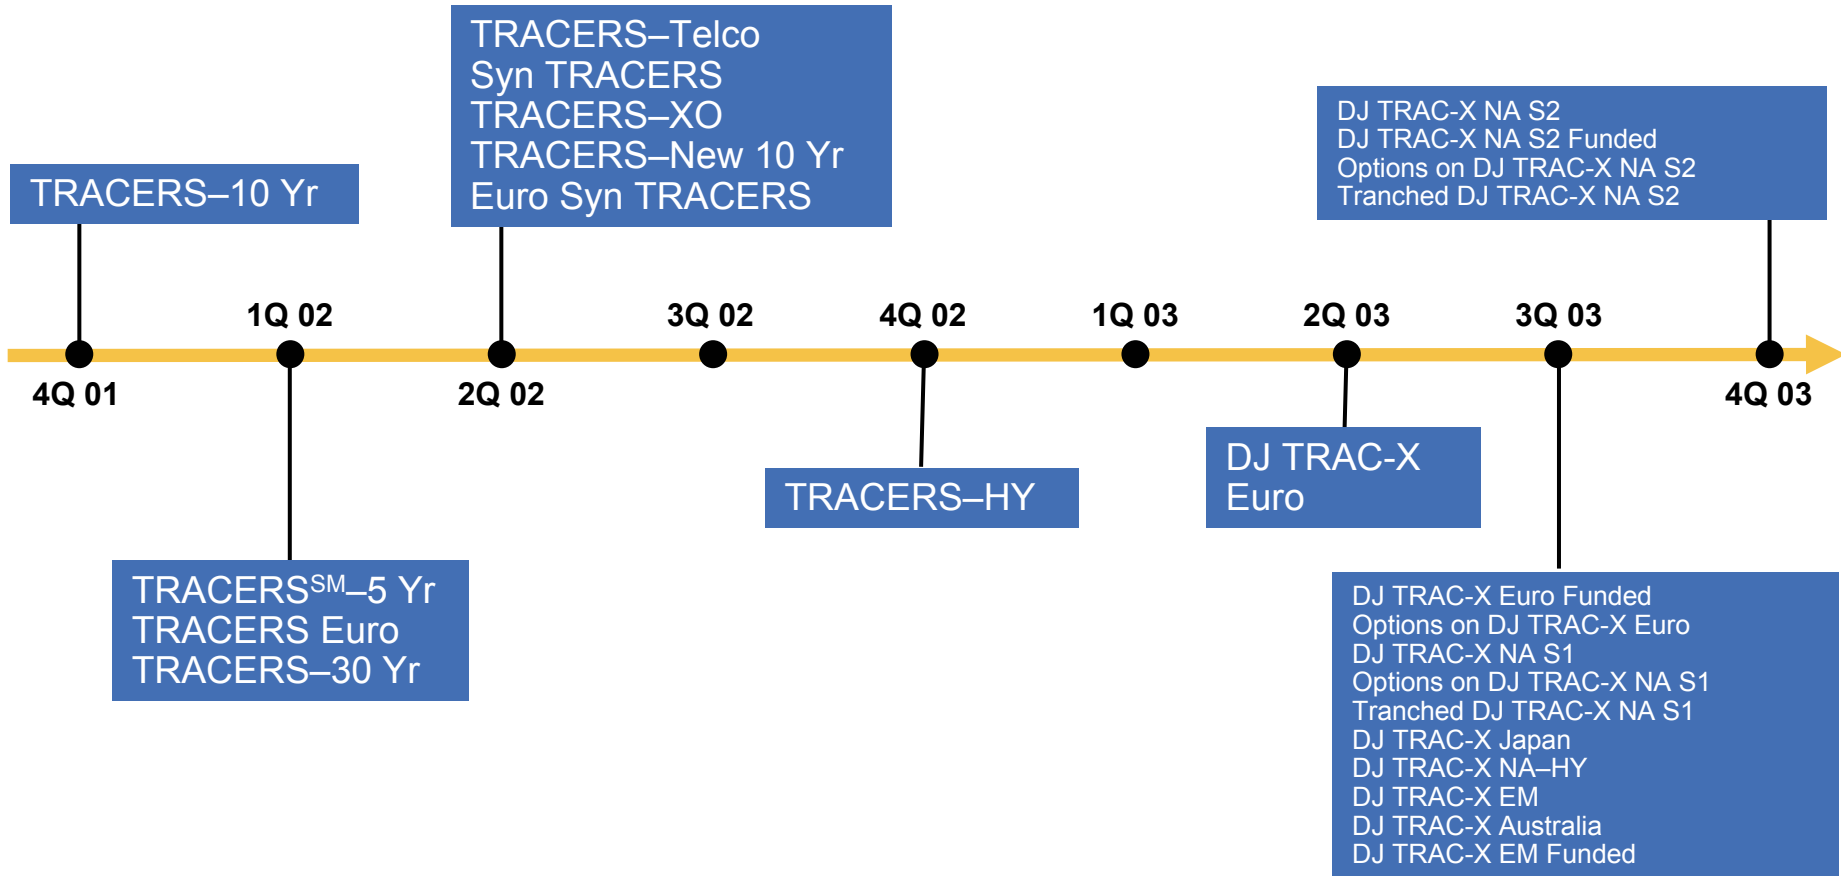 TRACERS–Telco
Syn TRACERS
TRACERS–XO
TRACERS–New 10 Yr
Euro Syn TRACERS
DJ TRAC-X NA S2
DJ TRAC-X NA S2 Funded
Options on DJ TRAC-X NA S2
Tranched DJ TRAC-X NA S2
TRACERS–10 Yr
1Q 02
3Q 02
4Q 02
1Q 03
2Q 03
3Q 03
4Q 01
2Q 02
4Q 03
DJ TRAC-X
Euro
TRACERS–HY
TRACERSSM–5 Yr
TRACERS Euro
TRACERS–30 Yr
DJ TRAC-X Euro Funded
Options on DJ TRAC-X Euro
DJ TRAC-X NA S1
Options on DJ TRAC-X NA S1
Tranched DJ TRAC-X NA S1
DJ TRAC-X Japan
DJ TRAC-X NA–HY
DJ TRAC-X EM
DJ TRAC-X Australia
DJ TRAC-X EM Funded